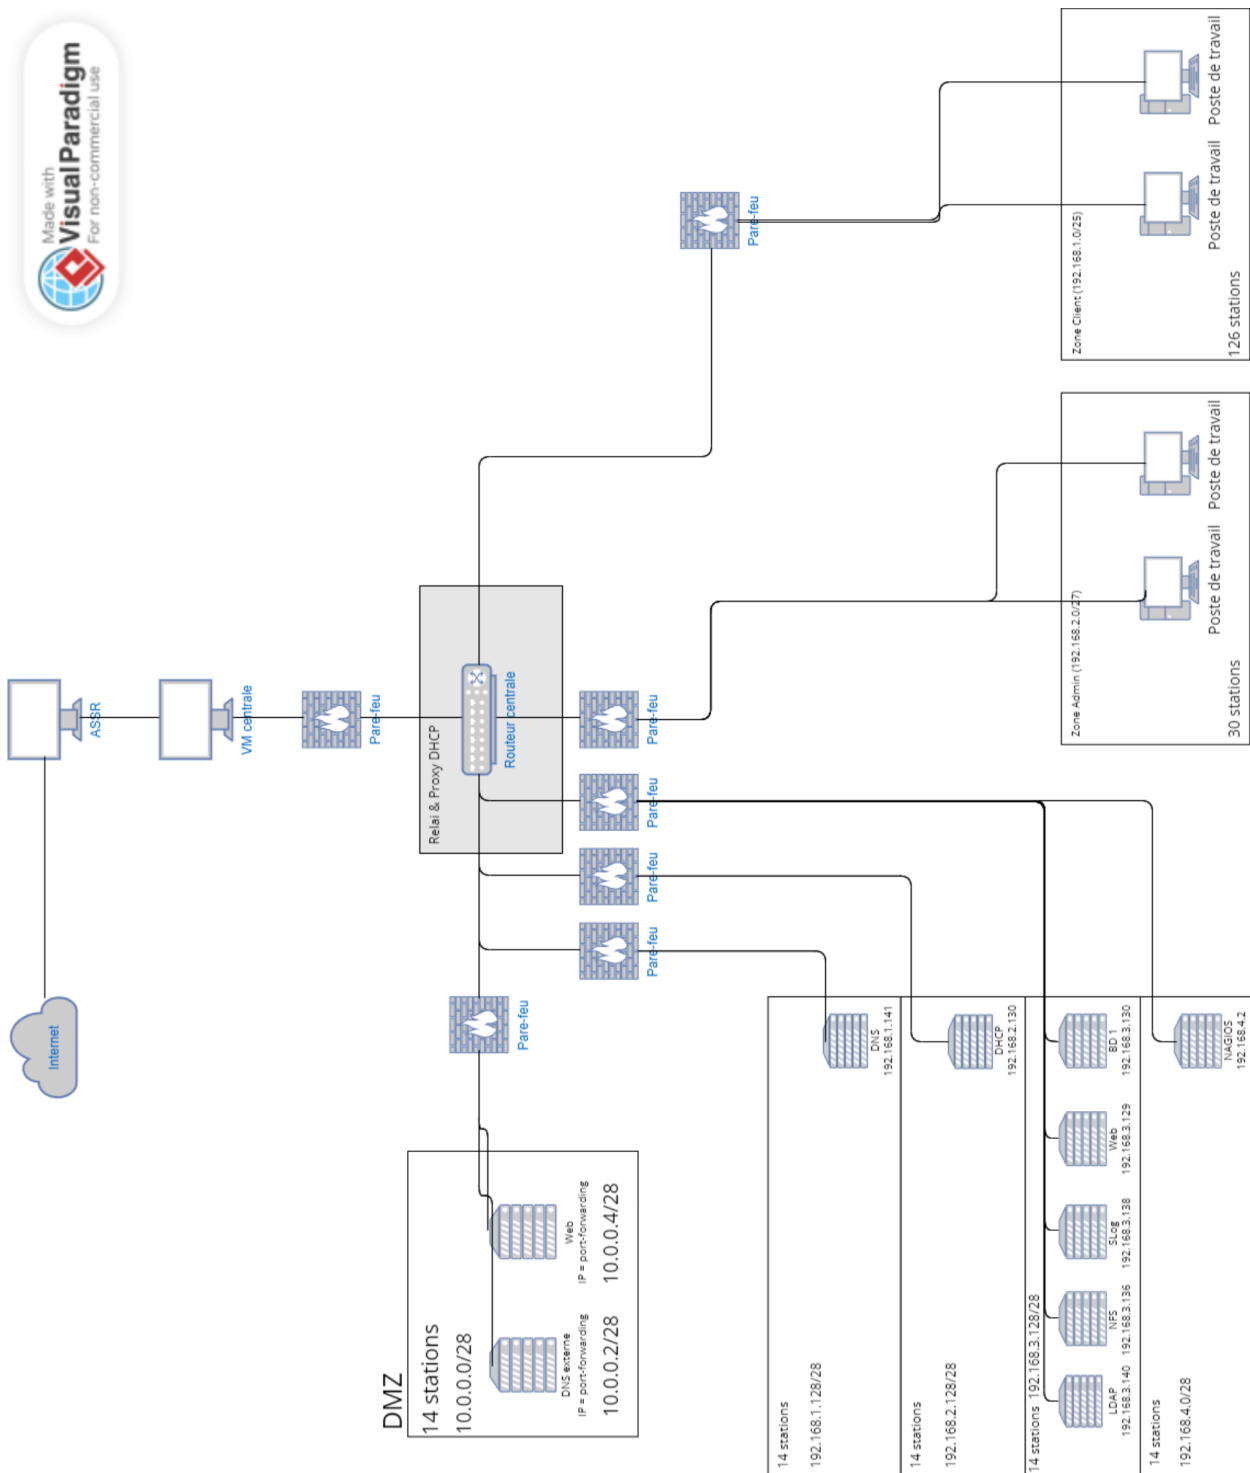 Made with
Visual Paradigm
For non-commercial use
Internet
ASSR
VM centrale
Pare-feu
Relai & Proxy DHCP
Routeur centrale
Pare-feu
Pare-feu
Pare-feu
Pare-feu
Pare-feu
Pare-feu
DMZ
14 stations
10.0.0.0/28
DNS externe
IP = port-forwarding
10.0.0.2/28
Web
IP = port-forwarding
10.0.0.4/28
14 stations
192.168.1.128/28
DNS
192.168.1.141
14 stations
192.168.2.128/28
DHCP
192.168.2.130
14 stations 192.168.3.128/28
LDAP
192.168.3.140
NFS
192.168.3.136
SLog
192.168.3.138
Web
192.168.3.129
BD 1
192.168.3.130
14 stations
192.168.4.0/28
NAGIOS
192.168.4.2
Zone Admin (192.168.2.0/27)
Poste de travail
Poste de travail
30 stations
Zone Client (192.168.1.0/25)
Poste de travail
Poste de travail
126 stations